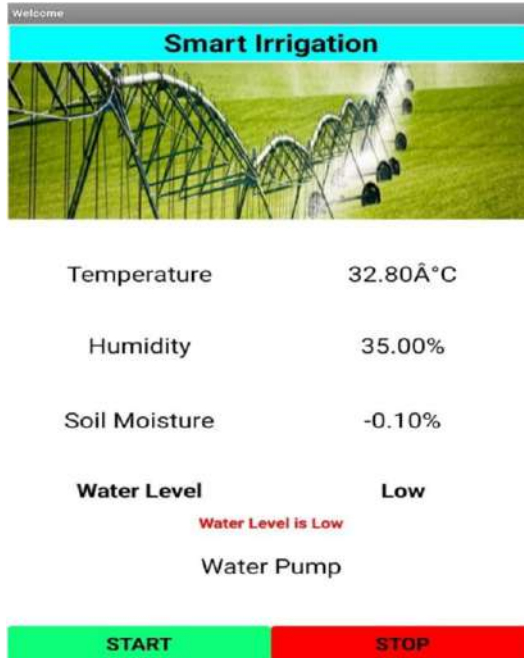 Welcome
Smart Irrigation
Temperature 32.80Â°C
Humidity 35.00%
Soil Moisture -0.10%
Water Level Low
Water Level is Low
Water Pump
START STOP